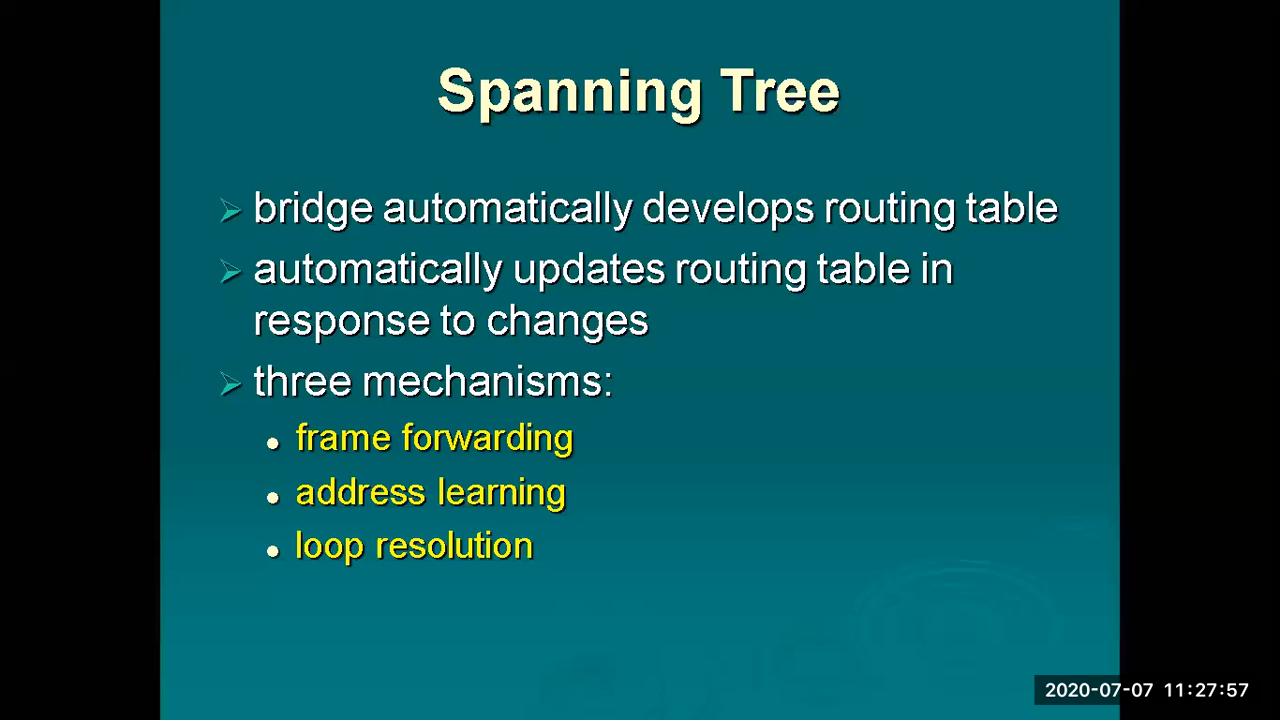 Spanning Tree
bridge automatically develops routing table
automatically updates routing table in
response to changes
three mechanisms:
frame forwarding
address learning
loop resolution
2020-07-07 11:27:57